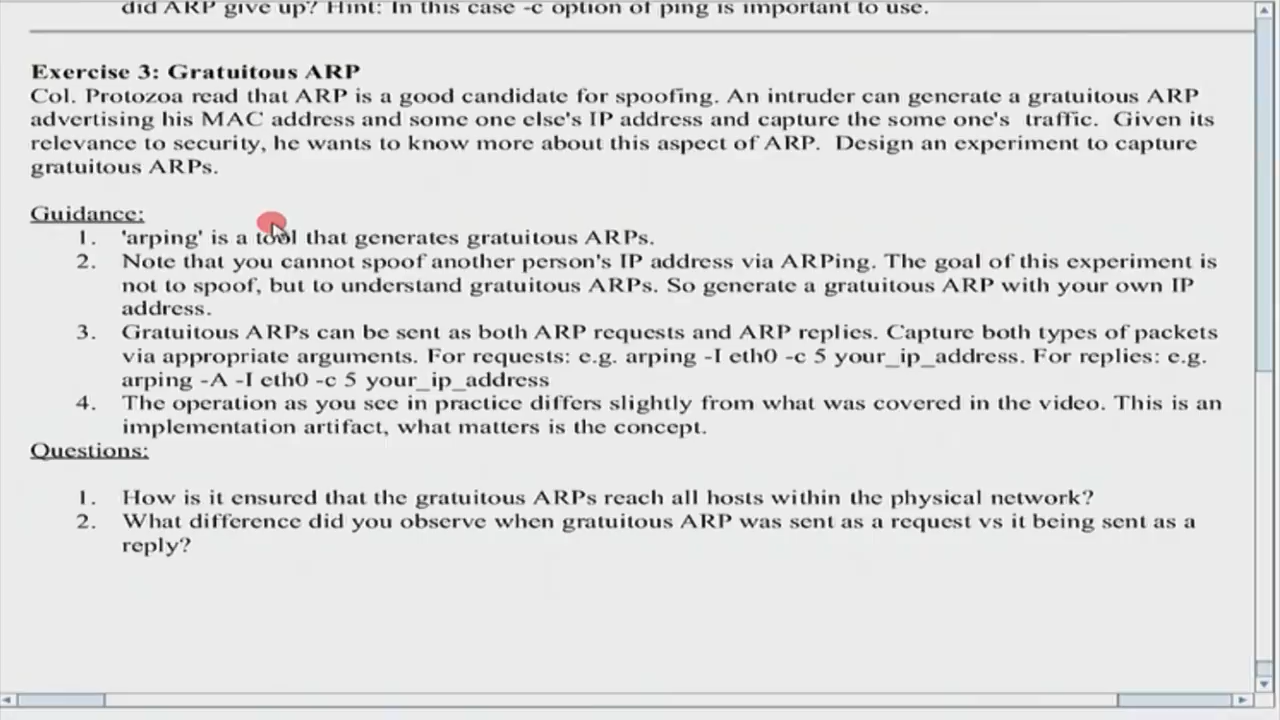 did ARP give up? Hint: In this case -c option of ping is important to use.
Exercise 3: Gratuitous ARP
Col. Protozoa read that ARP is a good candidate for spoofing. An intruder can generate a gratuitous ARP
advertising his MAC address and some one else's IP address and capture the some one's traffic. Given its
relevance to security, he wants to know more about this aspect of ARP. Design an experiment to capture
gratuitous ARPs.
Guidance:
1. 'arping' is a tool that generates gratuitous ARPs.
2. Note that you cannot spoof another person's IP address via ARPing. The goal of this experiment is
not to spoof, but to understand gratuitous ARPs. So generate a gratuitous ARP with your own IP
address.
3. Gratuitous ARPs can be sent as both ARP requests and ARP replies. Capture both types of packets
via appropriate arguments. For requests: e.g. arping -I eth0 -c 5 your_ip_address. For replies: e.g.
arping -A -I eth0 -c 5 your_ip_address
4. The operation as you see in practice differs slightly from what was covered in the video. This is an
implementation artifact, what matters is the concept.
Questions:
1. How is it ensured that the gratuitous ARPs reach all hosts within the physical network?
2. What difference did you observe when gratuitous ARP was sent as a request vs it being sent as a
reply?